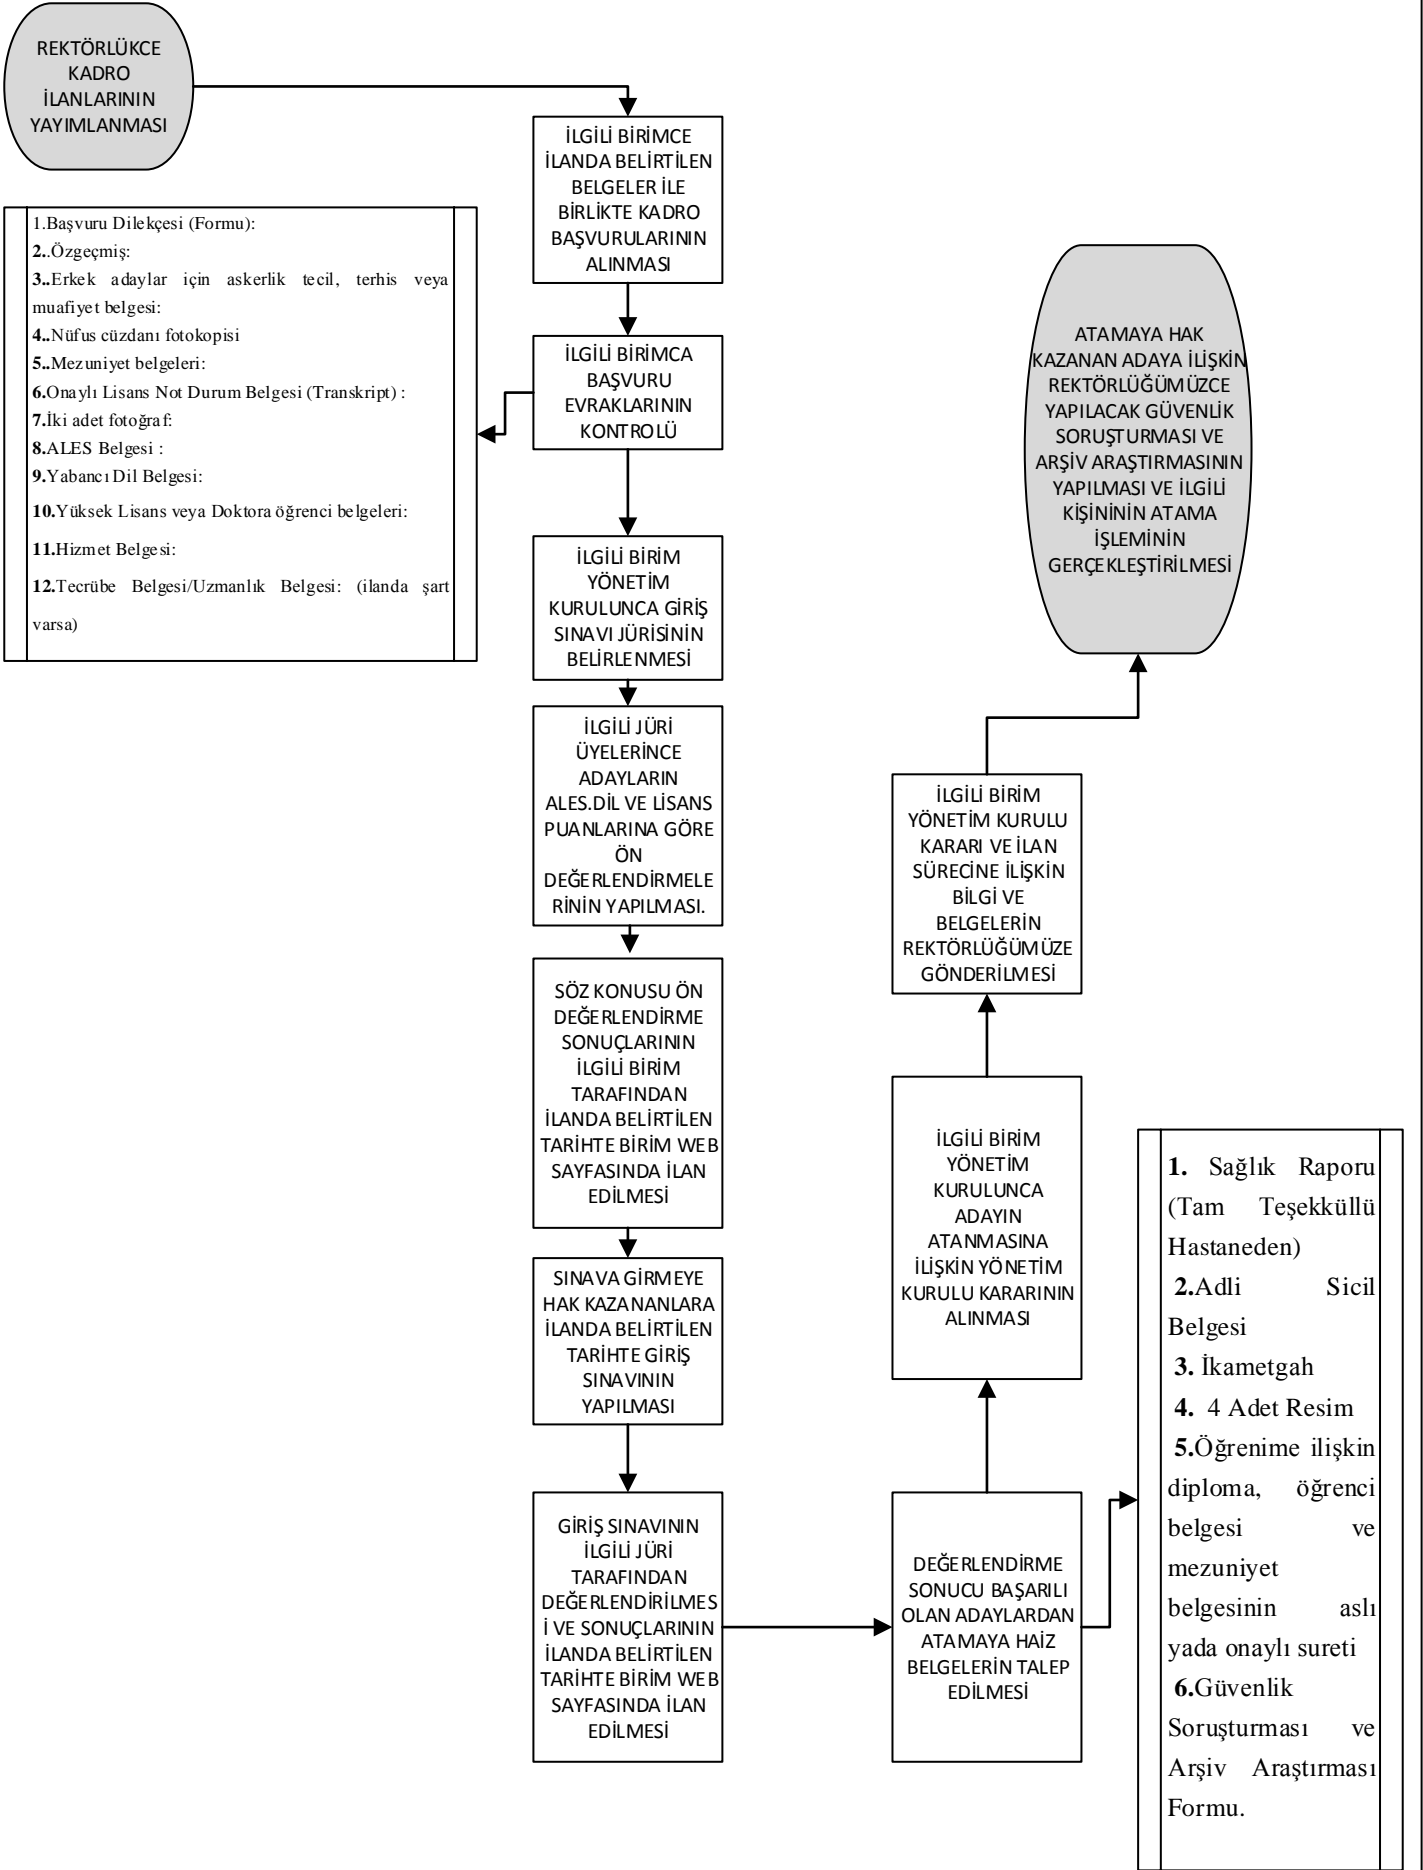 REKTÖRLÜKCE
KADRO
İLANLARININ
YAYIMLANMASI
İLGİLİ BİRİMCE
İLANDA BELİRTİLEN
BELGELER İLE
BİRLİKTE KADRO
BAŞVURULARININ
ALINMASI
1.Başvuru Dilekçesi (Formu):
2..Özgeçmiş:
3..Erkek adaylar için askerlik tecil, terhis veya
muafiyet belgesi:
4..Nüfus cüzdanı fotokopisi
5..Mezuniyet belgeleri:
6.Onaylı Lisans Not Durum Belgesi (Transkript) :
7.İki adet fotoğraf:
8.ALES Belgesi :
9.Yabancı Dil Belgesi:
10.Yüksek Lisans veya Doktora öğrenci belgeleri:
11.Hizmet Belgesi:
12.Tecrübe Belgesi/Uzmanlık Belgesi: (ilanda şart
varsa)
İLGİLİ BİRİMCA
BAŞVURU
EVRAKLARININ
KONTROLÜ
İLGİLİ BİRİM
YÖNETİM
KURULUNCA GİRİŞ
SINAVI JÜRİSİNİN
BELİRLENMESİ
İLGİLİ JÜRİ
ÜYELERİNCE
ADAYLARIN
ALES.DİL VE LİSANS
PUANLARINA GÖRE
ÖN
DEĞERLENDİRMELE
RİNİN YAPILMASI.
SÖZ KONUSU ÖN
DEĞERLENDİRME
SONUÇLARININ
İLGİLİ BİRİM
TARAFINDAN
İLANDA BELİRTİLEN
TARİHTE BİRİM WEB
SAYFASINDA İLAN
EDİLMESİ
SINAVA GİRMEYE
HAK KAZANANLARA
İLANDA BELİRTİLEN
TARİHTE GİRİŞ
SINAVININ
YAPILMASI
GİRİŞ SINAVININ
İLGİLİ JÜRİ
TARAFINDAN
DEĞERLENDİRİLMES
İ VE SONUÇLARININ
İLANDA BELİRTİLEN
TARİHTE BİRİM WEB
SAYFASINDA İLAN
EDİLMESİ
DEĞERLENDİRME
SONUCU BAŞARILI
OLAN ADAYLARDAN
ATAMAYA HAİZ
BELGELERİN TALEP
EDİLMESİ
1. Sağlık Raporu
(Tam Teşekküllü
Hastaneden)
2.Adli Sicil
Belgesi
3. İkametgah
4. 4 Adet Resim
5.Öğrenime ilişkin
diploma, öğrenci
belgesi ve
mezuniyet
belgesinin aslı
yada onaylı sureti
6.Güvenlik
Soruşturması ve
Arşiv Araştırması
Formu.
İLGİLİ BİRİM
YÖNETİM
KURULUNCA
ADAYIN
ATANMASINA
İLİŞKİN YÖNETİM
KURULU KARARININ
ALINMASI
İLGİLİ BİRİM
YÖNETİM KURULU
KARARI VE İLAN
SÜRECİNE İLİŞKİN
BİLGİ VE
BELGELERİN
REKTÖRLÜĞÜMÜZE
GÖNDERİLMESİ
ATAMAYA HAK
KAZANAN ADAYA İLİŞKİN
REKTÖRLÜĞÜMÜZCE
YAPILACAK GÜVENLİK
SORUŞTURMASI VE
ARŞİV ARAŞTIRMASININ
YAPILMASI VE İLGİLİ
KİŞİNİNİN ATAMA
İŞLEMİNİN
GERÇEKLEŞTİRİLMESİ